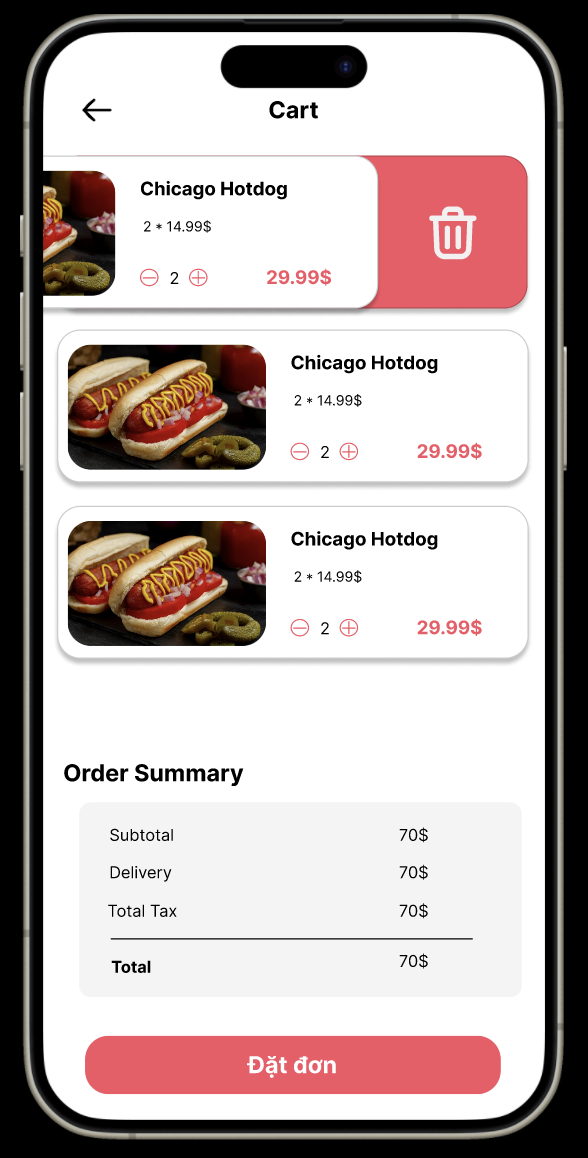 Cart
Chicago Hotdog
2 * 14.99$
2
29.99$
Chicago Hotdog
2 * 14.99$
2
29.99$
Chicago Hotdog
2 * 14.99$
2
29.99$
Order Summary
Subtotal 70$
Delivery 70$
Total Tax 70$
Total 70$
Đặt đơn